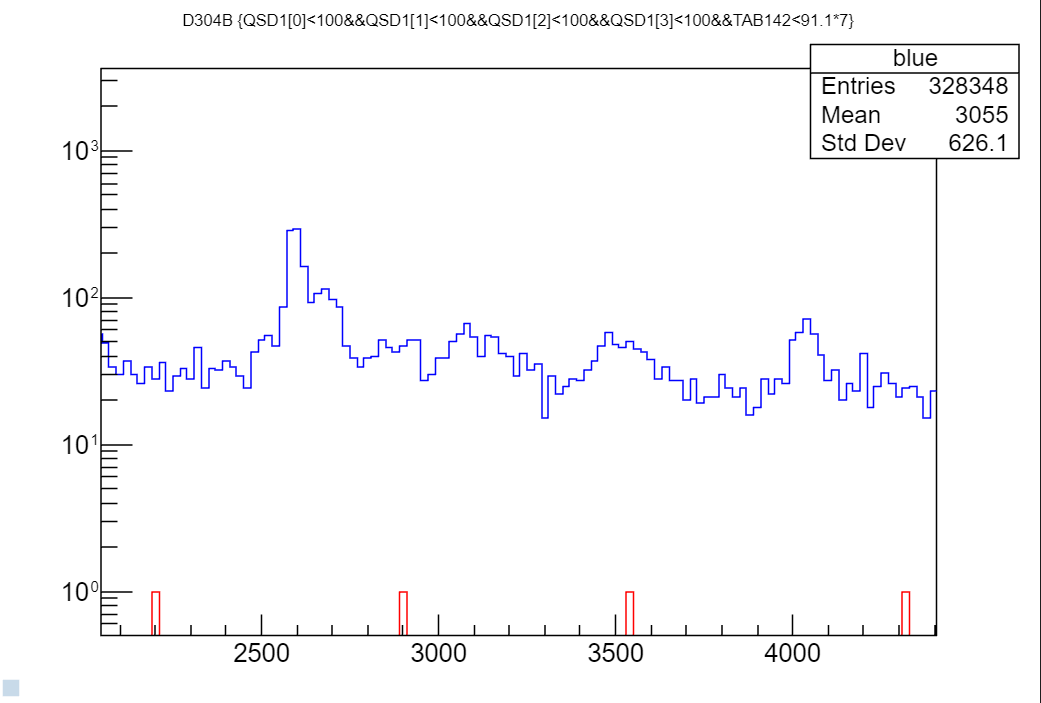 D304B {QSD1[0]<100&&QSD1[1]<100&&QSD1[2]<100&&QSD1[3]<100&&TAB142<91.1*7}
blue
Entries 328348
Mean 3055
Std Dev 626.1
10³
10²
10¹
10⁰
2500 3000 3500 4000